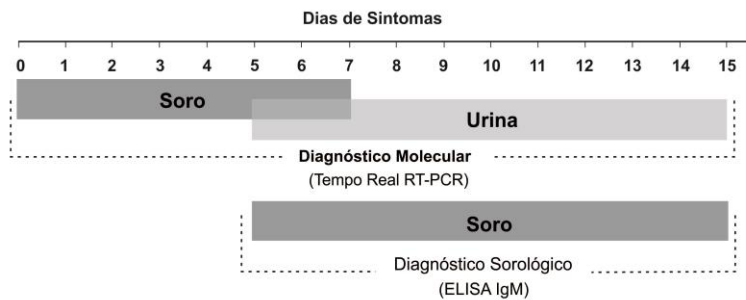 Dias de Sintomas
0 1 2 3 4 5 6 7 8 9 10 11 12 13 14 15
Soro
Urina
Diagnóstico Molecular
(Tempo Real RT-PCR)
Soro
Diagnóstico Sorológico
(ELISA IgM)